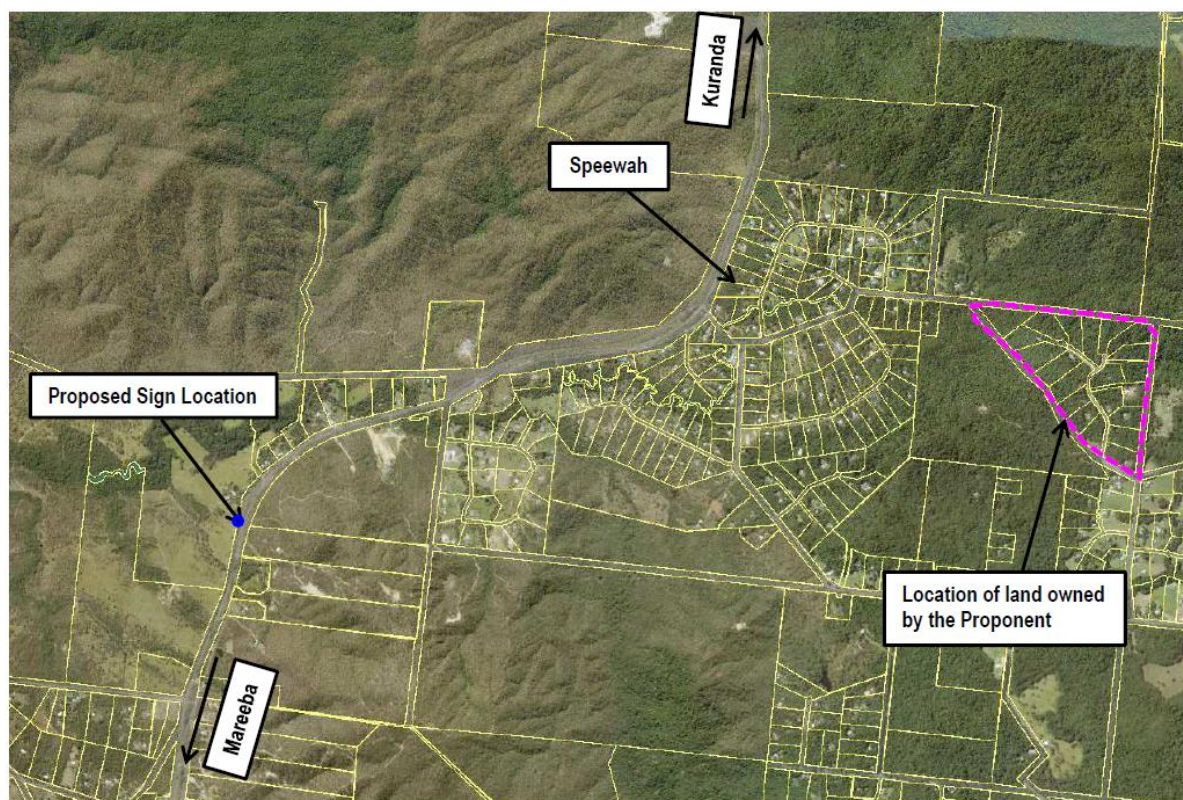 Kuranda
Speewah
Proposed Sign Location
Location of land owned
by the Proponent
Mareeba